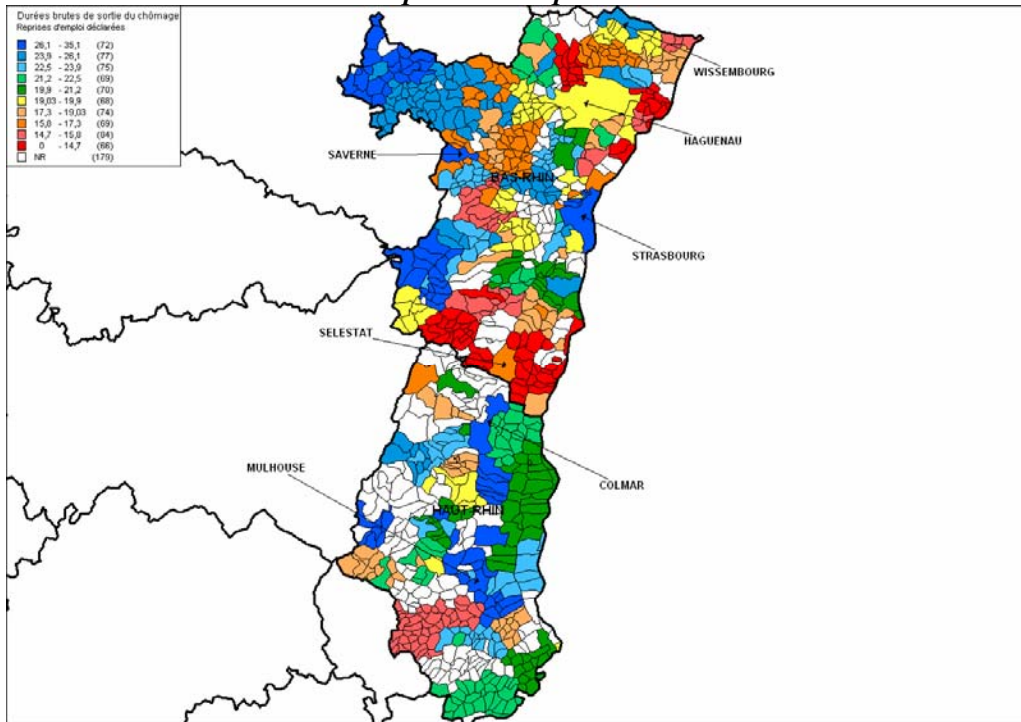 Durées brutes de sortie du chômage
Reprises d'emploi déclarées
26,1 - 35,1 (72)
23,9 - 26,1 (77)
22,5 - 23,9 (75)
21,2 - 22,5 (69)
19,9 - 21,2 (70)
19,03 - 19,9 (68)
17,3 - 19,03 (74)
15,8 - 17,3 (69)
14,7 - 15,8 (84)
0 - 14,7 (66)
NR (179)
WISSEMBOURG
HAGUENAU
SAVERNE
BAS-RHIN
STRASBOURG
SELESTAT
MULHOUSE
COLMAR
HAUT-RHIN